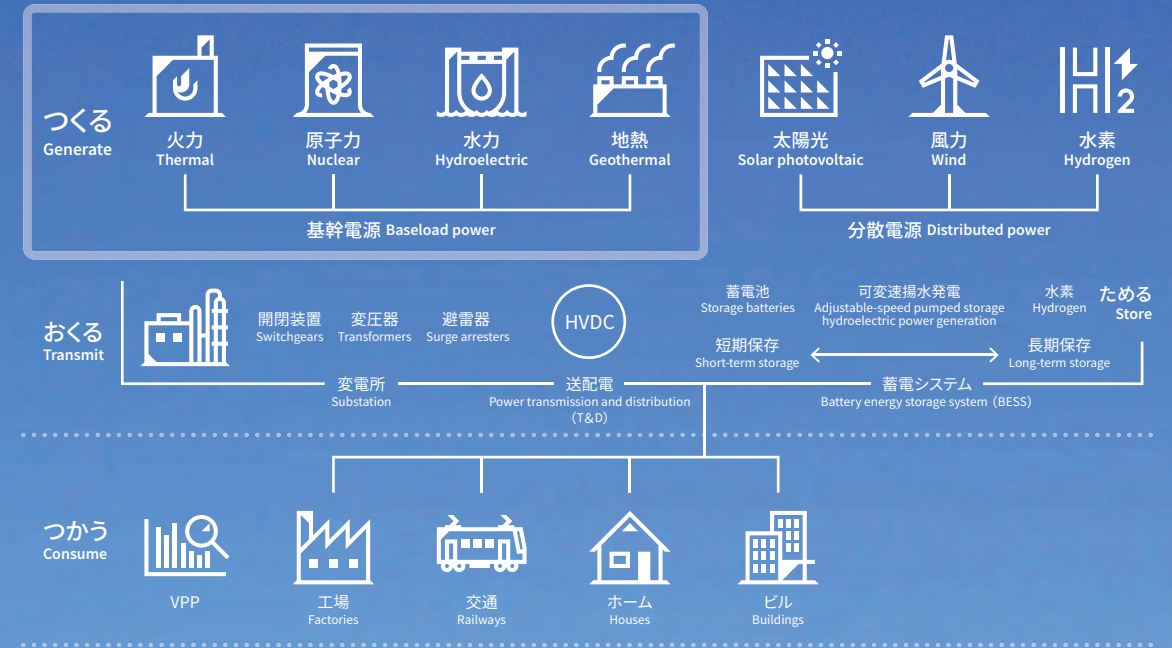 つくる
Generate
火力
Thermal
原子力
Nuclear
水力
Hydroelectric
地熱
Geothermal
基幹電源 Baseload power
太陽光
Solar photovoltaic
風力
Wind
H2
水素
Hydrogen
分散電源 Distributed power
おくる
Transmit
開閉装置
Switchgears
変圧器
Transformers
避雷器
Surge arresters
変電所
Substation
HVDC
送配電
Power transmission and distribution
（T&D）
蓄電池
Storage batteries
可変速揚水発電
Adjustable-speed pumped storage
hydroelectric power generation
水素
Hydrogen
ためる
Store
短期保存
Short-term storage
長期保存
Long-term storage
蓄電システム
Battery energy storage system（BESS）
つかう
Consume
VPP
工場
Factories
交通
Railways
ホーム
Houses
ビル
Buildings